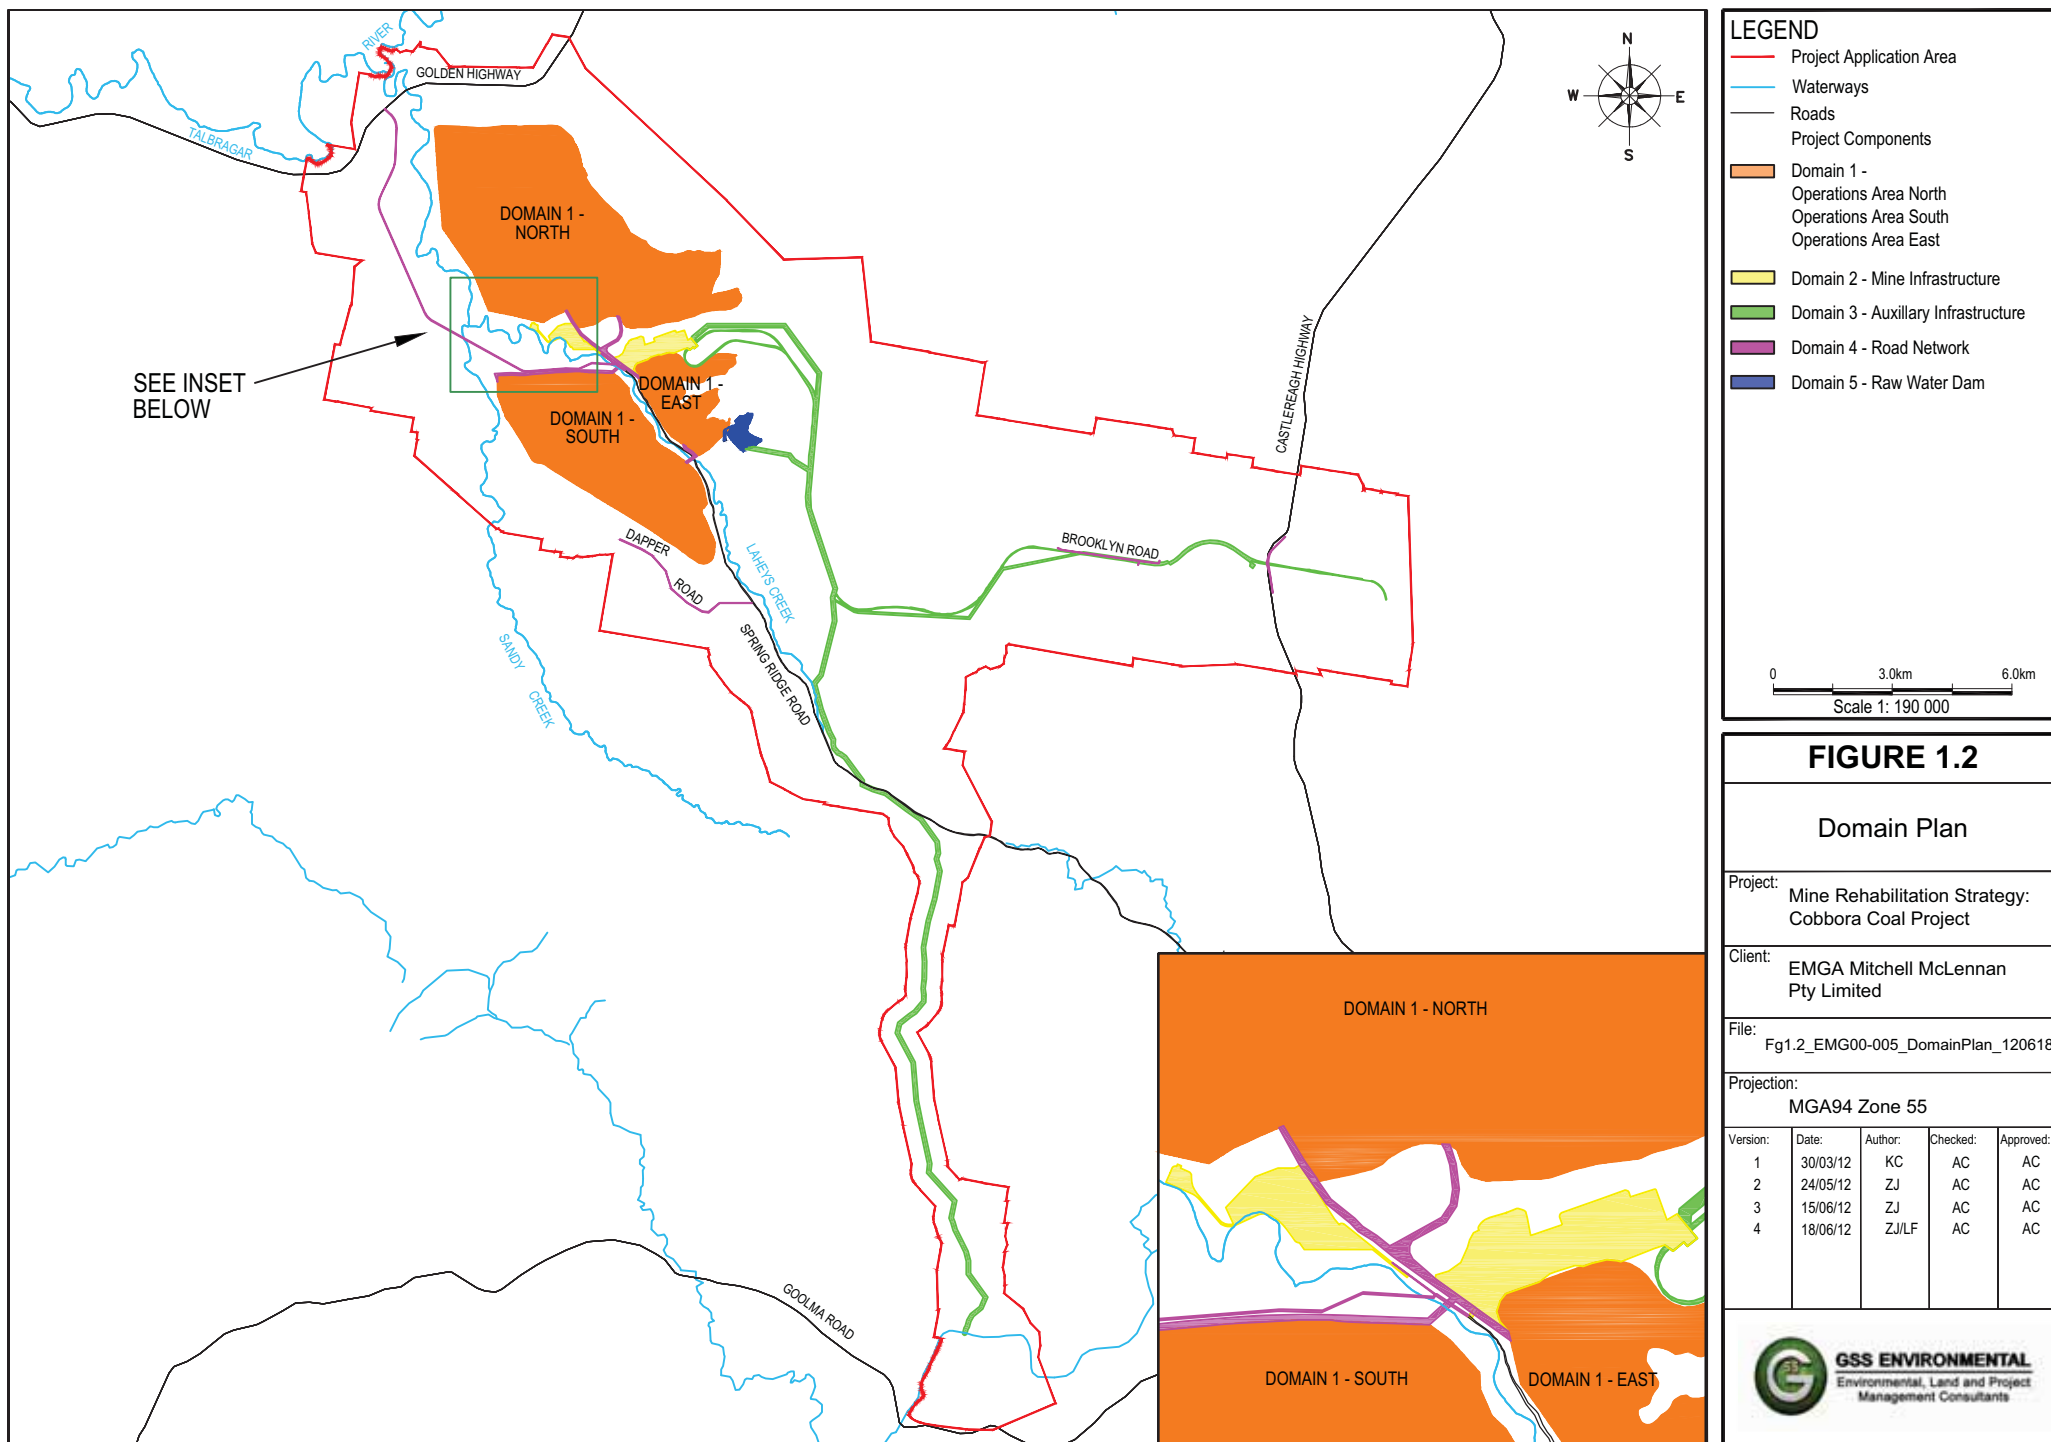 RIVER
GOLDEN HIGHWAY
TALBRAGAR
DOMAIN 1 -
NORTH
SEE INSET
BELOW
DOMAIN 1 -
EAST
DOMAIN 1 -
SOUTH
CASTLEREAGH HIGHWAY
DAPPER
ROAD
BROOKLYN ROAD
LAHEYS CREEK
SPRING RIDGE ROAD
SANDY
CREEK
GOOLMA ROAD
N
W
E
S
DOMAIN 1 - NORTH
DOMAIN 1 - SOUTH
DOMAIN 1 - EAST
LEGEND
Project Application Area
Waterways
Roads
Project Components
Domain 1 -
Operations Area North
Operations Area South
Operations Area East
Domain 2 - Mine Infrastructure
Domain 3 - Auxillary Infrastructure
Domain 4 - Road Network
Domain 5 - Raw Water Dam
0 3.0km 6.0km
Scale 1: 190 000
FIGURE 1.2
Domain Plan
Project:
Mine Rehabilitation Strategy:
Cobbora Coal Project
Client:
EMGA Mitchell McLennan
Pty Limited
File:
Fg1.2_EMG00-005_DomainPlan_120618
Projection:
MGA94 Zone 55
Version: Date: Author: Checked: Approved:
1 30/03/12 KC AC AC
2 24/05/12 ZJ AC AC
3 15/06/12 ZJ AC AC
4 18/06/12 ZJ/LF AC AC
GSS ENVIRONMENTAL
Environmental, Land and Project
Management Consultants